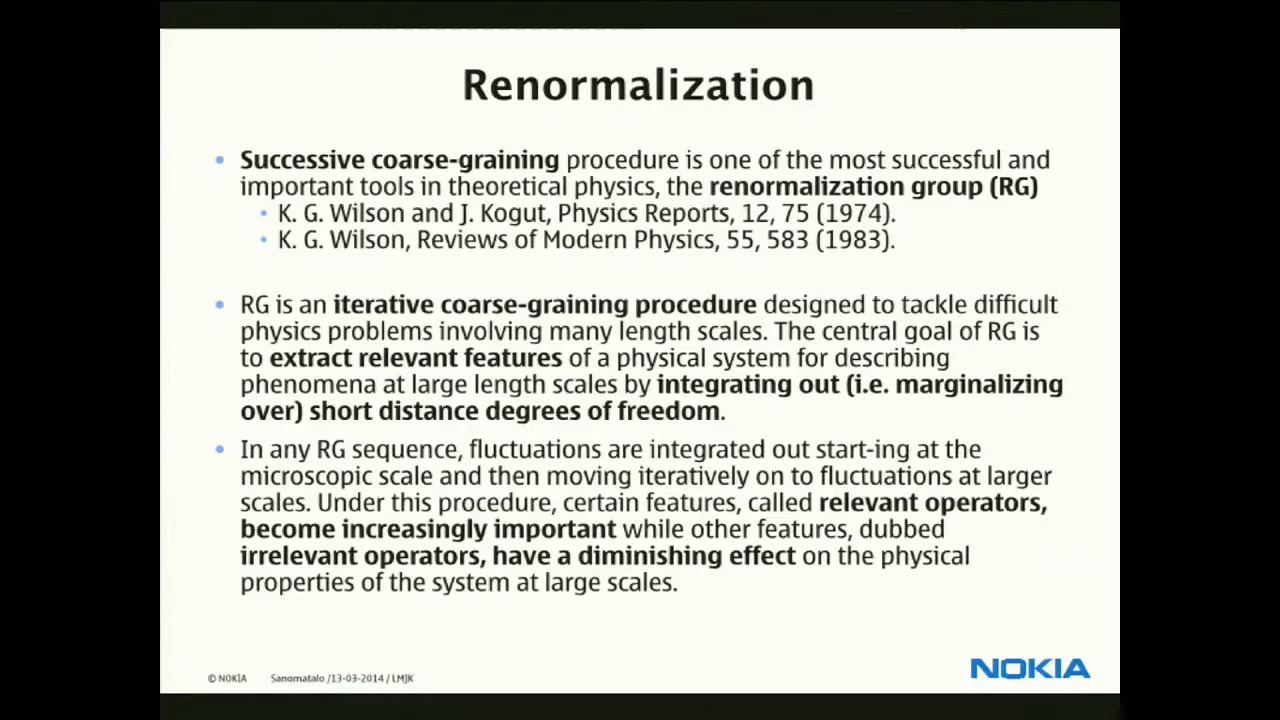 Renormalization
• Successive coarse-graining procedure is one of the most successful and
important tools in theoretical physics, the renormalization group (RG)
• K. G. Wilson and J. Kogut, Physics Reports, 12, 75 (1974).
• K. G. Wilson, Reviews of Modern Physics, 55, 583 (1983).
• RG is an iterative coarse-graining procedure designed to tackle difficult
physics problems involving many length scales. The central goal of RG is
to extract relevant features of a physical system for describing
phenomena at large length scales by integrating out (i.e. marginalizing
over) short distance degrees of freedom.
• In any RG sequence, fluctuations are integrated out start-ing at the
microscopic scale and then moving iteratively on to fluctuations at larger
scales. Under this procedure, certain features, called relevant operators,
become increasingly important while other features, dubbed
irrelevant operators, have a diminishing effect on the physical
properties of the system at large scales.
© NOKIA Sanomatalo /13-03-2014 / LMJK
NOKIA